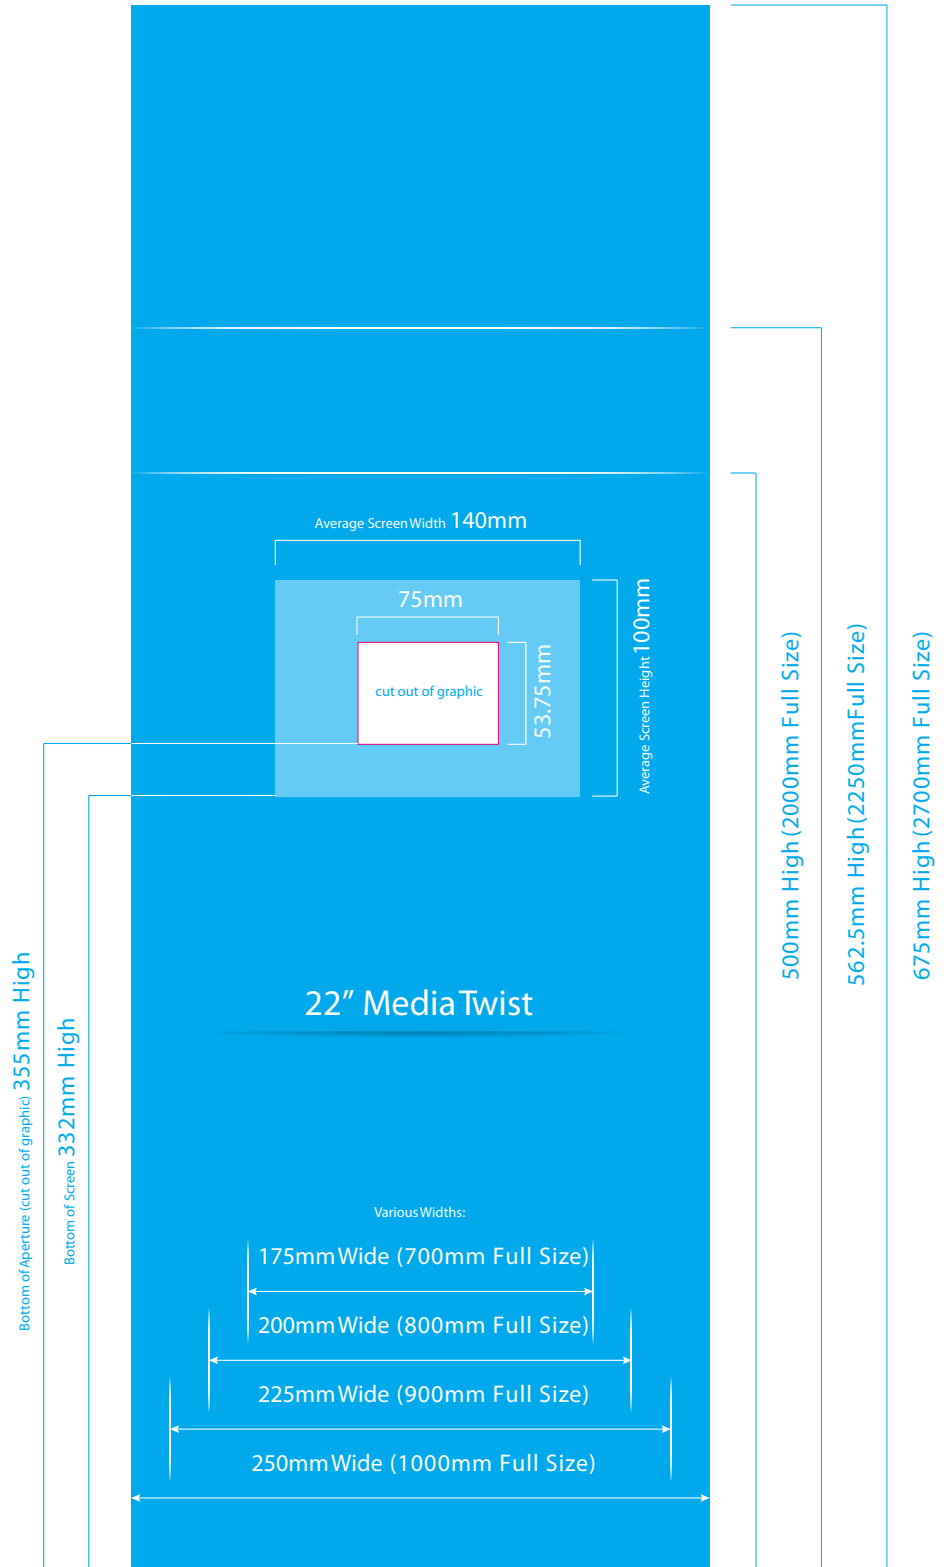 Average Screen Width 140mm
75mm
cut out of graphic
53.75mm
Average Screen Height 100mm
500mm High (2000mm Full Size)
562.5mm High (2250mm Full Size)
675mm High (2700mm Full Size)
Bottom of Aperture (cut out of graphic) 355mm High
Bottom of Screen 332mm High
22” Media Twist
Various Widths:
175mm Wide (700mm Full Size)
200mm Wide (800mm Full Size)
225mm Wide (900mm Full Size)
250mm Wide (1000mm Full Size)